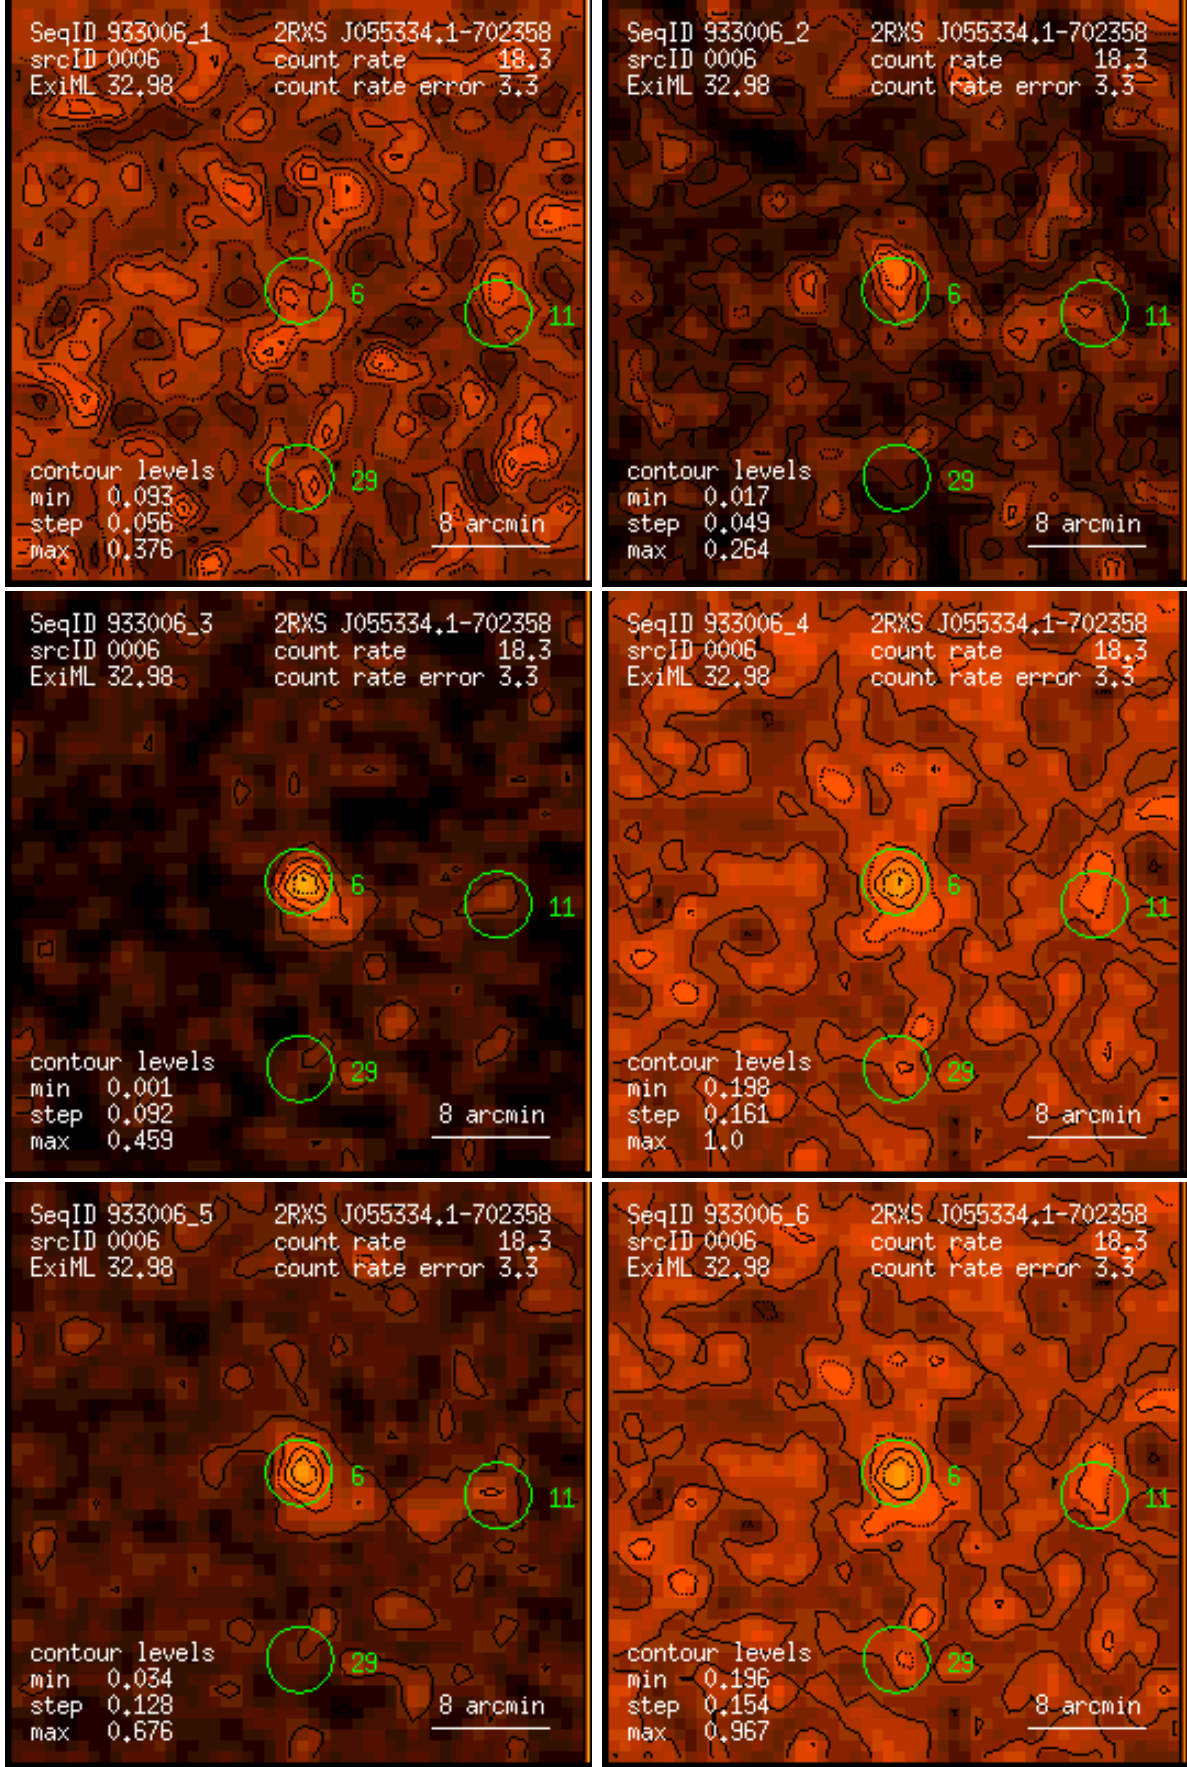 SeqID 933006_1 2RXS J055334.1-702358
srcID 0006 count rate 18.3
ExiML 32.98 count rate error 3.3
6
11
29
contour levels
min 0.093
step 0.056
max 0.376
8 arcmin
SeqID 933006_2 2RXS J055334.1-702358
srcID 0006 count rate 18.3
ExiML 32.98 count rate error 3.3
6
11
29
contour levels
min 0.017
step 0.049
max 0.264
8 arcmin
SeqID 933006_3 2RXS J055334.1-702358
srcID 0006 count rate 18.3
ExiML 32.98 count rate error 3.3
6
11
29
contour levels
min 0.001
step 0.092
max 0.459
8 arcmin
SeqID 933006_4 2RXS J055334.1-702358
srcID 0006 count rate 18.3
ExiML 32.98 count rate error 3.3
6
11
29
contour levels
min 0.198
step 0.161
max 1.0
8 arcmin
SeqID 933006_5 2RXS J055334.1-702358
srcID 0006 count rate 18.3
ExiML 32.98 count rate error 3.3
6
11
29
contour levels
min 0.034
step 0.128
max 0.676
8 arcmin
SeqID 933006_6 2RXS J055334.1-702358
srcID 0006 count rate 18.3
ExiML 32.98 count rate error 3.3
6
11
29
contour levels
min 0.196
step 0.154
max 0.967
8 arcmin